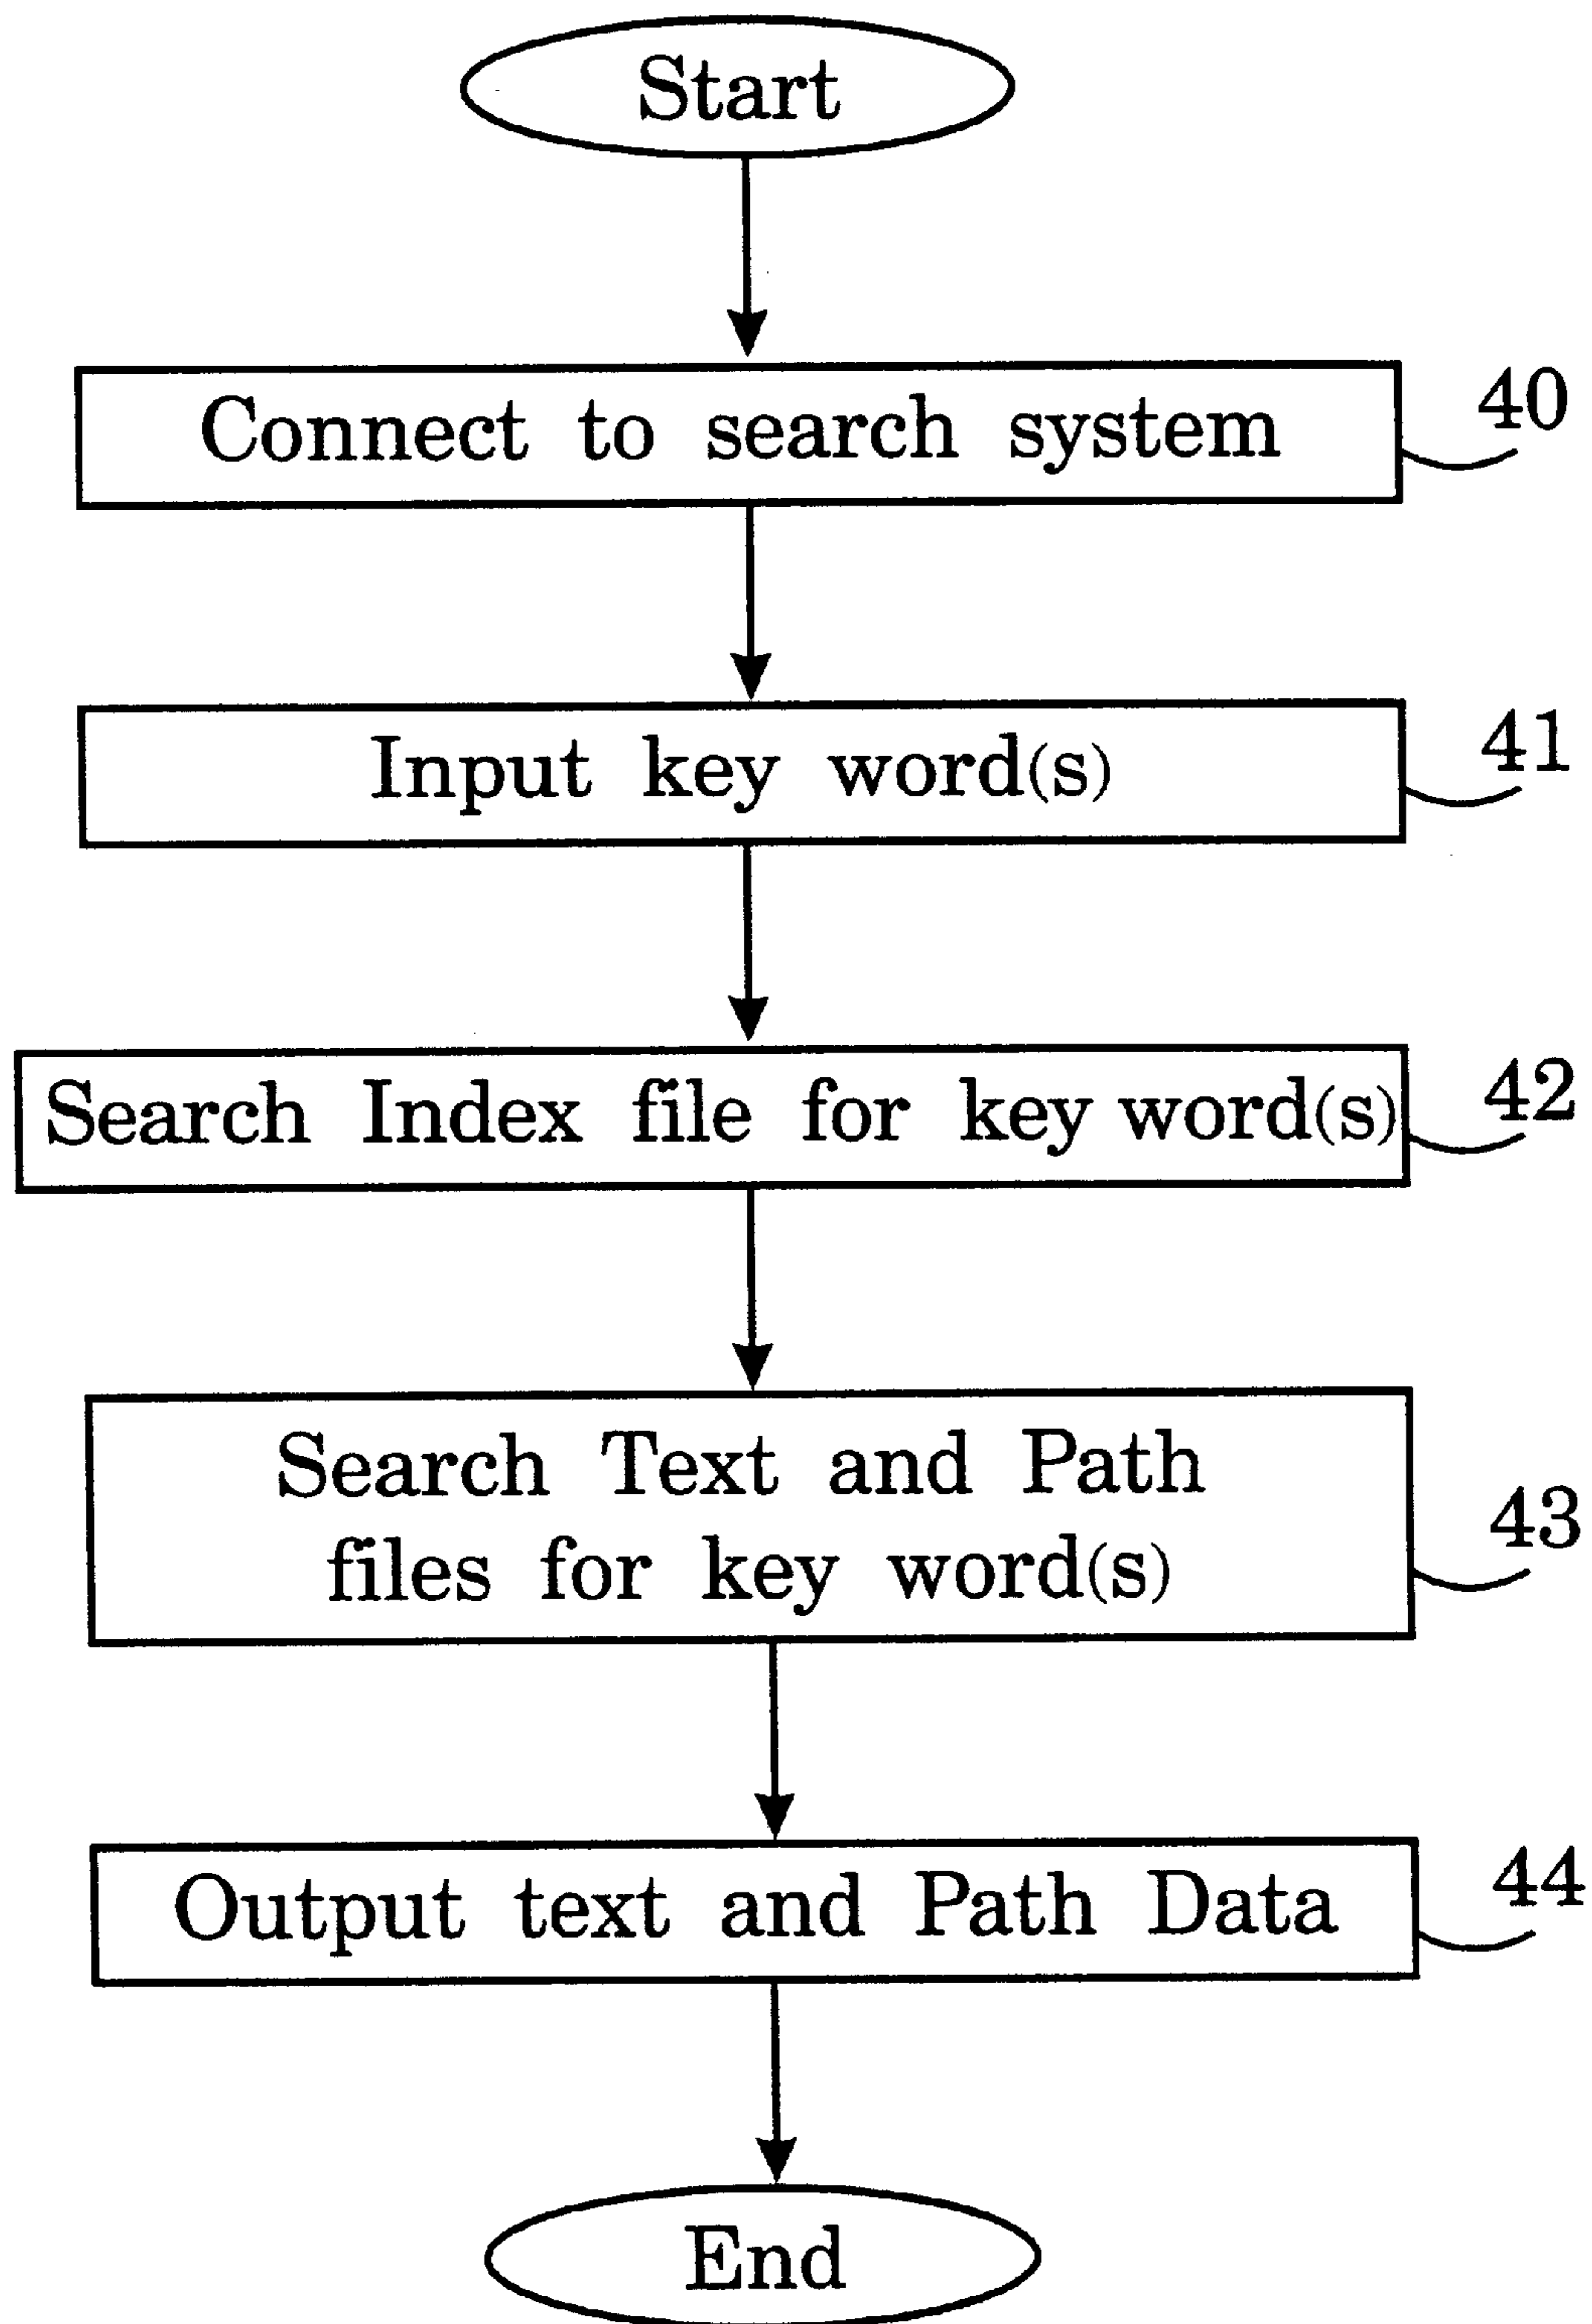 Start
Connect to search system
40
Input key word(s)
41
Search Index file for key word(s)
42
Search Text and Path
files for key word(s)
43
Output text and Path Data
44
End